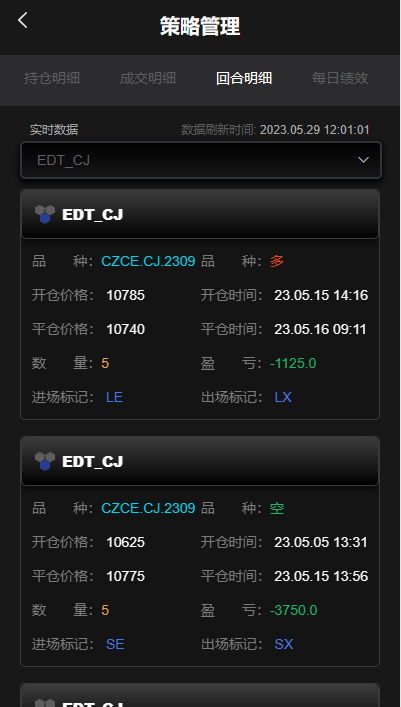 策略管理
持仓明细 成交明细 回合明细 每日绩效
实时数据 数据刷新时间: 2023.05.29 12:01:01
EDT_CJ
EDT_CJ
品 种: CZCE.CJ.2309 品 种: 多
开仓价格: 10785 开仓时间: 23.05.15 14:16
平仓价格: 10740 平仓时间: 23.05.16 09:11
数 量: 5 盈 亏: -1125.0
进场标记: LE 出场标记: LX
EDT_CJ
品 种: CZCE.CJ.2309 品 种: 空
开仓价格: 10625 开仓时间: 23.05.05 13:31
平仓价格: 10775 平仓时间: 23.05.15 13:56
数 量: 5 盈 亏: -3750.0
进场标记: SE 出场标记: SX
EDT_CJ